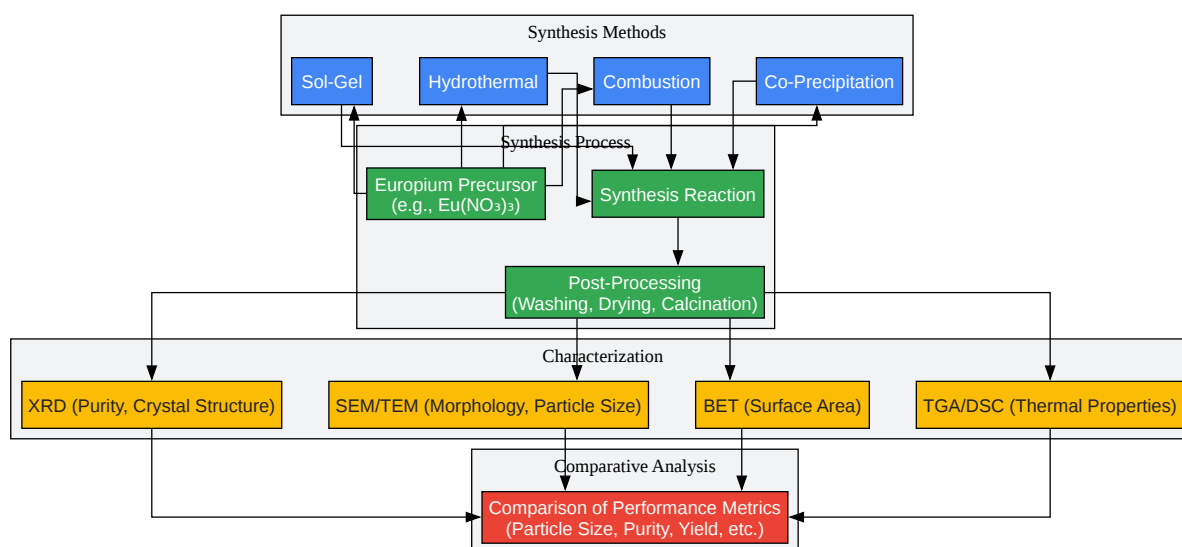 Synthesis Methods
Sol-Gel
Hydrothermal
Combustion
Co-Precipitation
Synthesis Process
Europium Precursor
(e.g., Eu(NO₃)₃)
Synthesis Reaction
Post-Processing
(Washing, Drying, Calcination)
Characterization
XRD (Purity, Crystal Structure)
SEM/TEM (Morphology, Particle Size)
BET (Surface Area)
TGA/DSC (Thermal Properties)
Comparative Analysis
Comparison of Performance Metrics
(Particle Size, Purity, Yield, etc.)